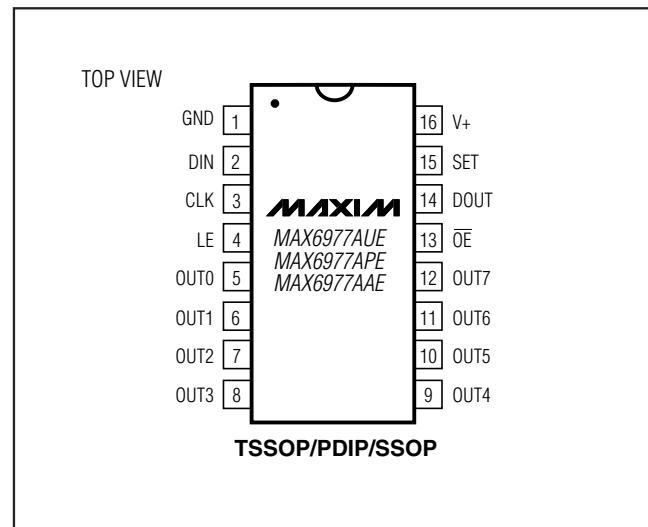 TOP VIEW
GND 1 16 V+
DIN 2 15 SET
CLK 3 14 DOUT
MAXIM
LE 4 13 O̅E̅
MAX6977AUE
MAX6977APE
MAX6977AAE
OUT0 5 12 OUT7
OUT1 6 11 OUT6
OUT2 7 10 OUT5
OUT3 8 9 OUT4
TSSOP/PDIP/SSOP